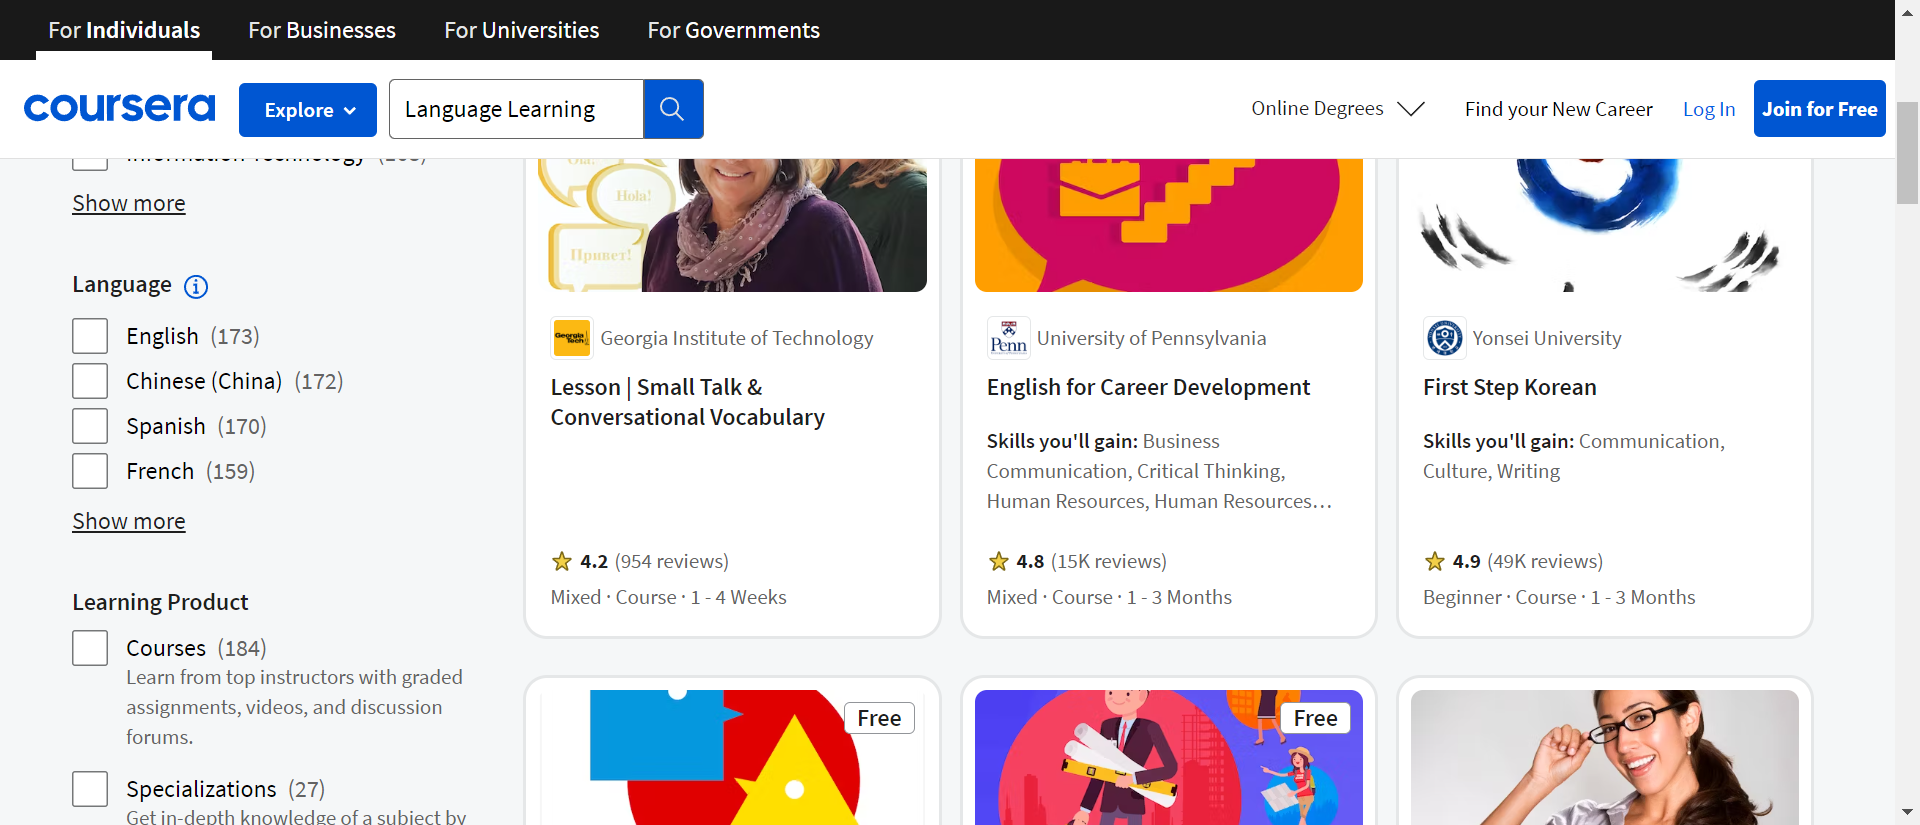 For Individuals
For Businesses
For Universities
For Governments
coursera
Explore
Language Learning
Online Degrees
Find your New Career
Log In
Join for Free
Information Technology
Show more
Language
English (173)
Chinese (China) (172)
Spanish (170)
French (159)
Show more
Learning Product
Courses (184)
Learn from top instructors with graded
assignments, videos, and discussion
forums.
Specializations (27)
Get in-depth knowledge of a subject by
Hola!
Привет!
Georgia Tech
Georgia Institute of Technology
Lesson | Small Talk &
Conversational Vocabulary
4.2 (954 reviews)
Mixed · Course · 1 - 4 Weeks
Penn
University of Pennsylvania
English for Career Development
Skills you'll gain: Business
Communication, Critical Thinking,
Human Resources, Human Resources…
4.8 (15K reviews)
Mixed · Course · 1 - 3 Months
Yonsei University
First Step Korean
Skills you'll gain: Communication,
Culture, Writing
4.9 (49K reviews)
Beginner · Course · 1 - 3 Months
Free
Free